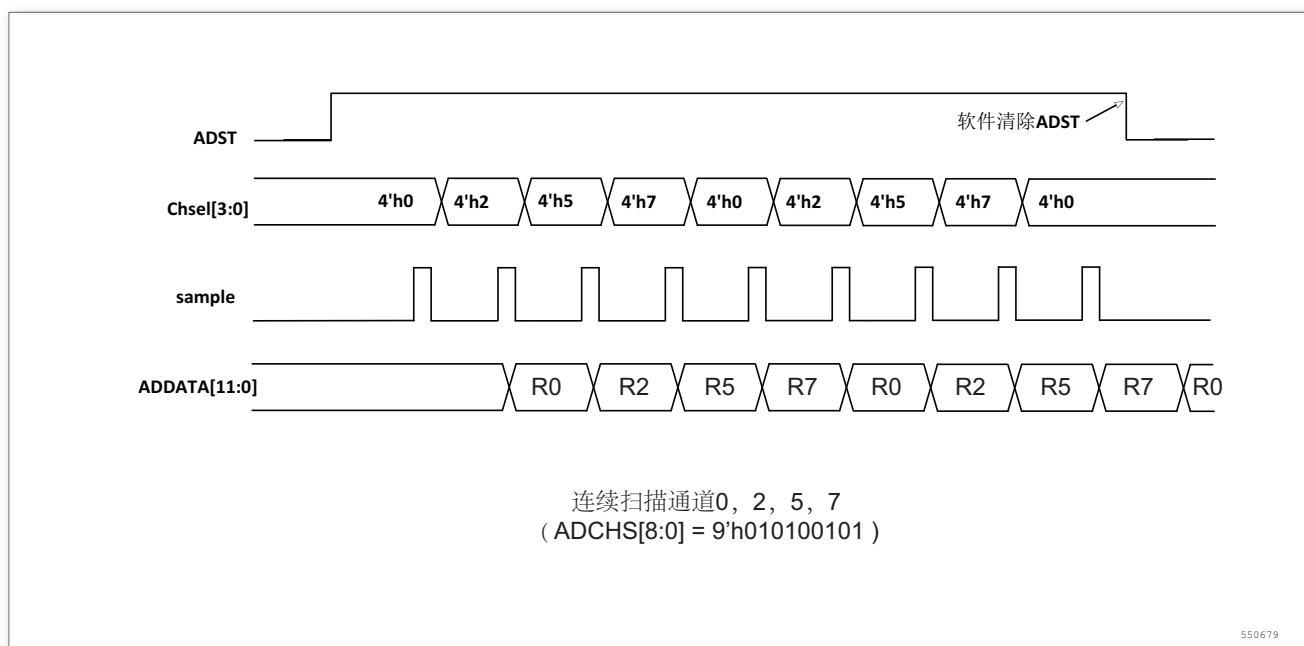 软件清除ADST
ADST
Chsel[3:0] 4'h0 4'h2 4'h5 4'h7 4'h0 4'h2 4'h5 4'h7 4'h0
sample
ADDATA[11:0] R0 R2 R5 R7 R0 R2 R5 R7 R0
连续扫描通道0，2，5，7
（ADCHS[8:0] = 9’h010100101 )
550679